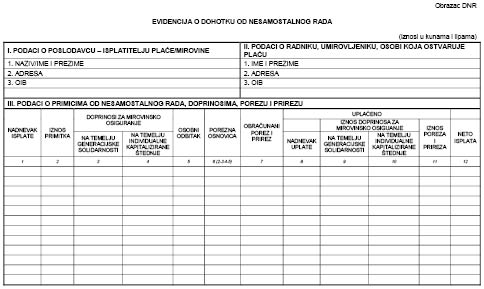 Obrazac DNR
EVIDENCIJA O DOHOTKU OD NESAMOSTALNOG RADA
(iznosi u kunama i lipama)
I. PODACI O POSLODAVCU – ISPLATITELJU PLAĆE/MIROVINE
1. NAZIV/IME I PREZIME
2. ADRESA
3. OIB
II. PODACI O RADNIKU, UMIROVLJENIKU, OSOBI KOJA OSTVARUJE
PLAĆU
1. IME I PREZIME
2. ADRESA
3. OIB
III. PODACI O PRIMICIMA OD NESAMOSTALNOG RADA, DOPRINOSIMA, POREZU I PRIREZU
NADNEVAK
ISPLATE
IZNOS
PRIMITKA
DOPRINOSI ZA MIROVINSKO
OSIGURANJE
NA TEMELJU
GENERACIJSKE
SOLIDARNOSTI
NA TEMELJU
INDIVIDUALNE
KAPITALIZIRANE
ŠTEDNJE
OSOBNI
ODBITAK
POREZNA
OSNOVICA
OBRAČUNANI
POREZ I
PRIREZ
UPLAĆENO
NADNEVAK
UPLATE
IZNOS DOPRINOSA ZA
MIROVINSKO OSIGUANJE
NA TEMELJU
GENERACIJSKE
SOLIDARNOSTI
NA TEMELJU
INDIVIDUALNE
KAPITALIZIRANE
ŠTEDNJE
IZNOS
POREZA
I
PRIREZA
NETO
ISPLATA
1 2 3 4 5 6 (2-3-4-5) 7 8 9 10 11 12